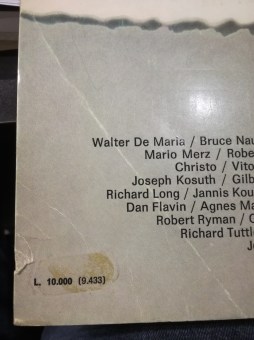 Walter De Maria / Bruce Nau
Mario Merz / Robe
Christo / Vito
Joseph Kosuth / Gilb
Richard Long / Jannis Kou
Dan Flavin / Agnes Ma
Robert Ryman /
Richard Tuttl
L. 10.000 (9.433)